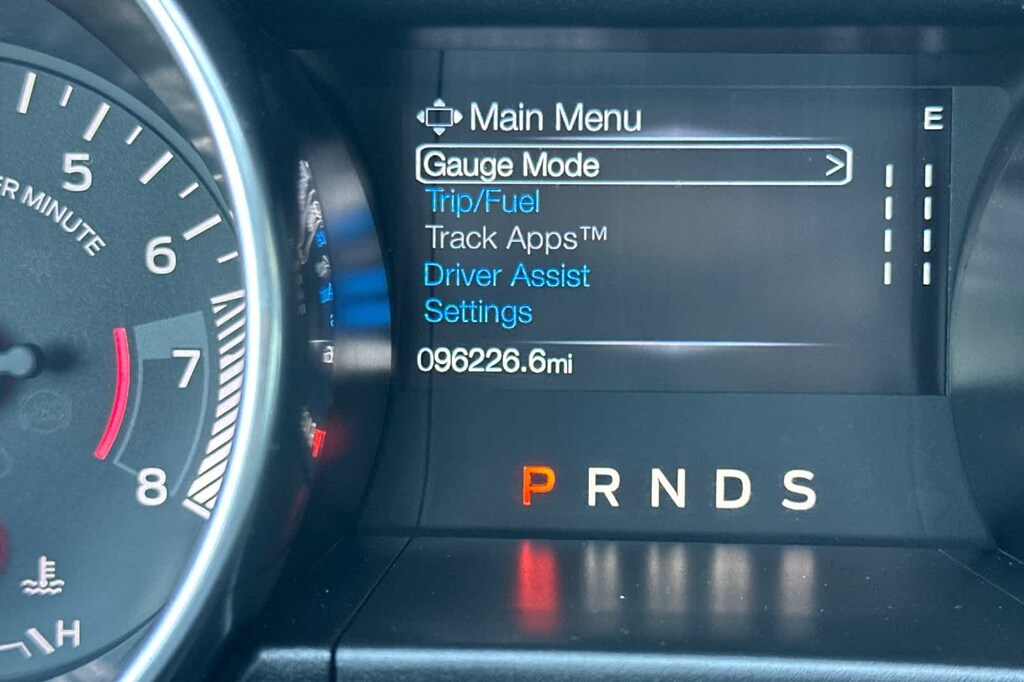 Main Menu
E
Gauge Mode >
Trip/Fuel
Track Apps™
Driver Assist
Settings
096226.6mi
P R N D S
5
ER MINUTE
6
7
8
H